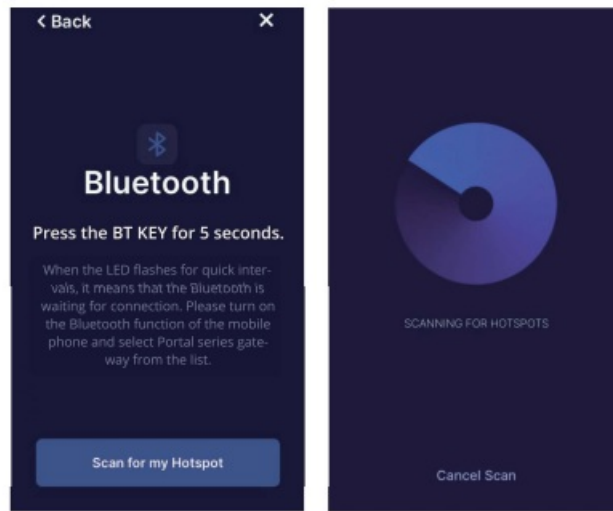 < Back
×
Bluetooth
Press the BT KEY for 5 seconds.
When the LED flashes for quick inter-
vals, it means that the Bluetooth is
waiting for connection. Please turn on
the Bluetooth function of the mobile
phone and select Portal series gate-
way from the list.
Scan for my Hotspot
SCANNING FOR HOTSPOTS
Cancel Scan